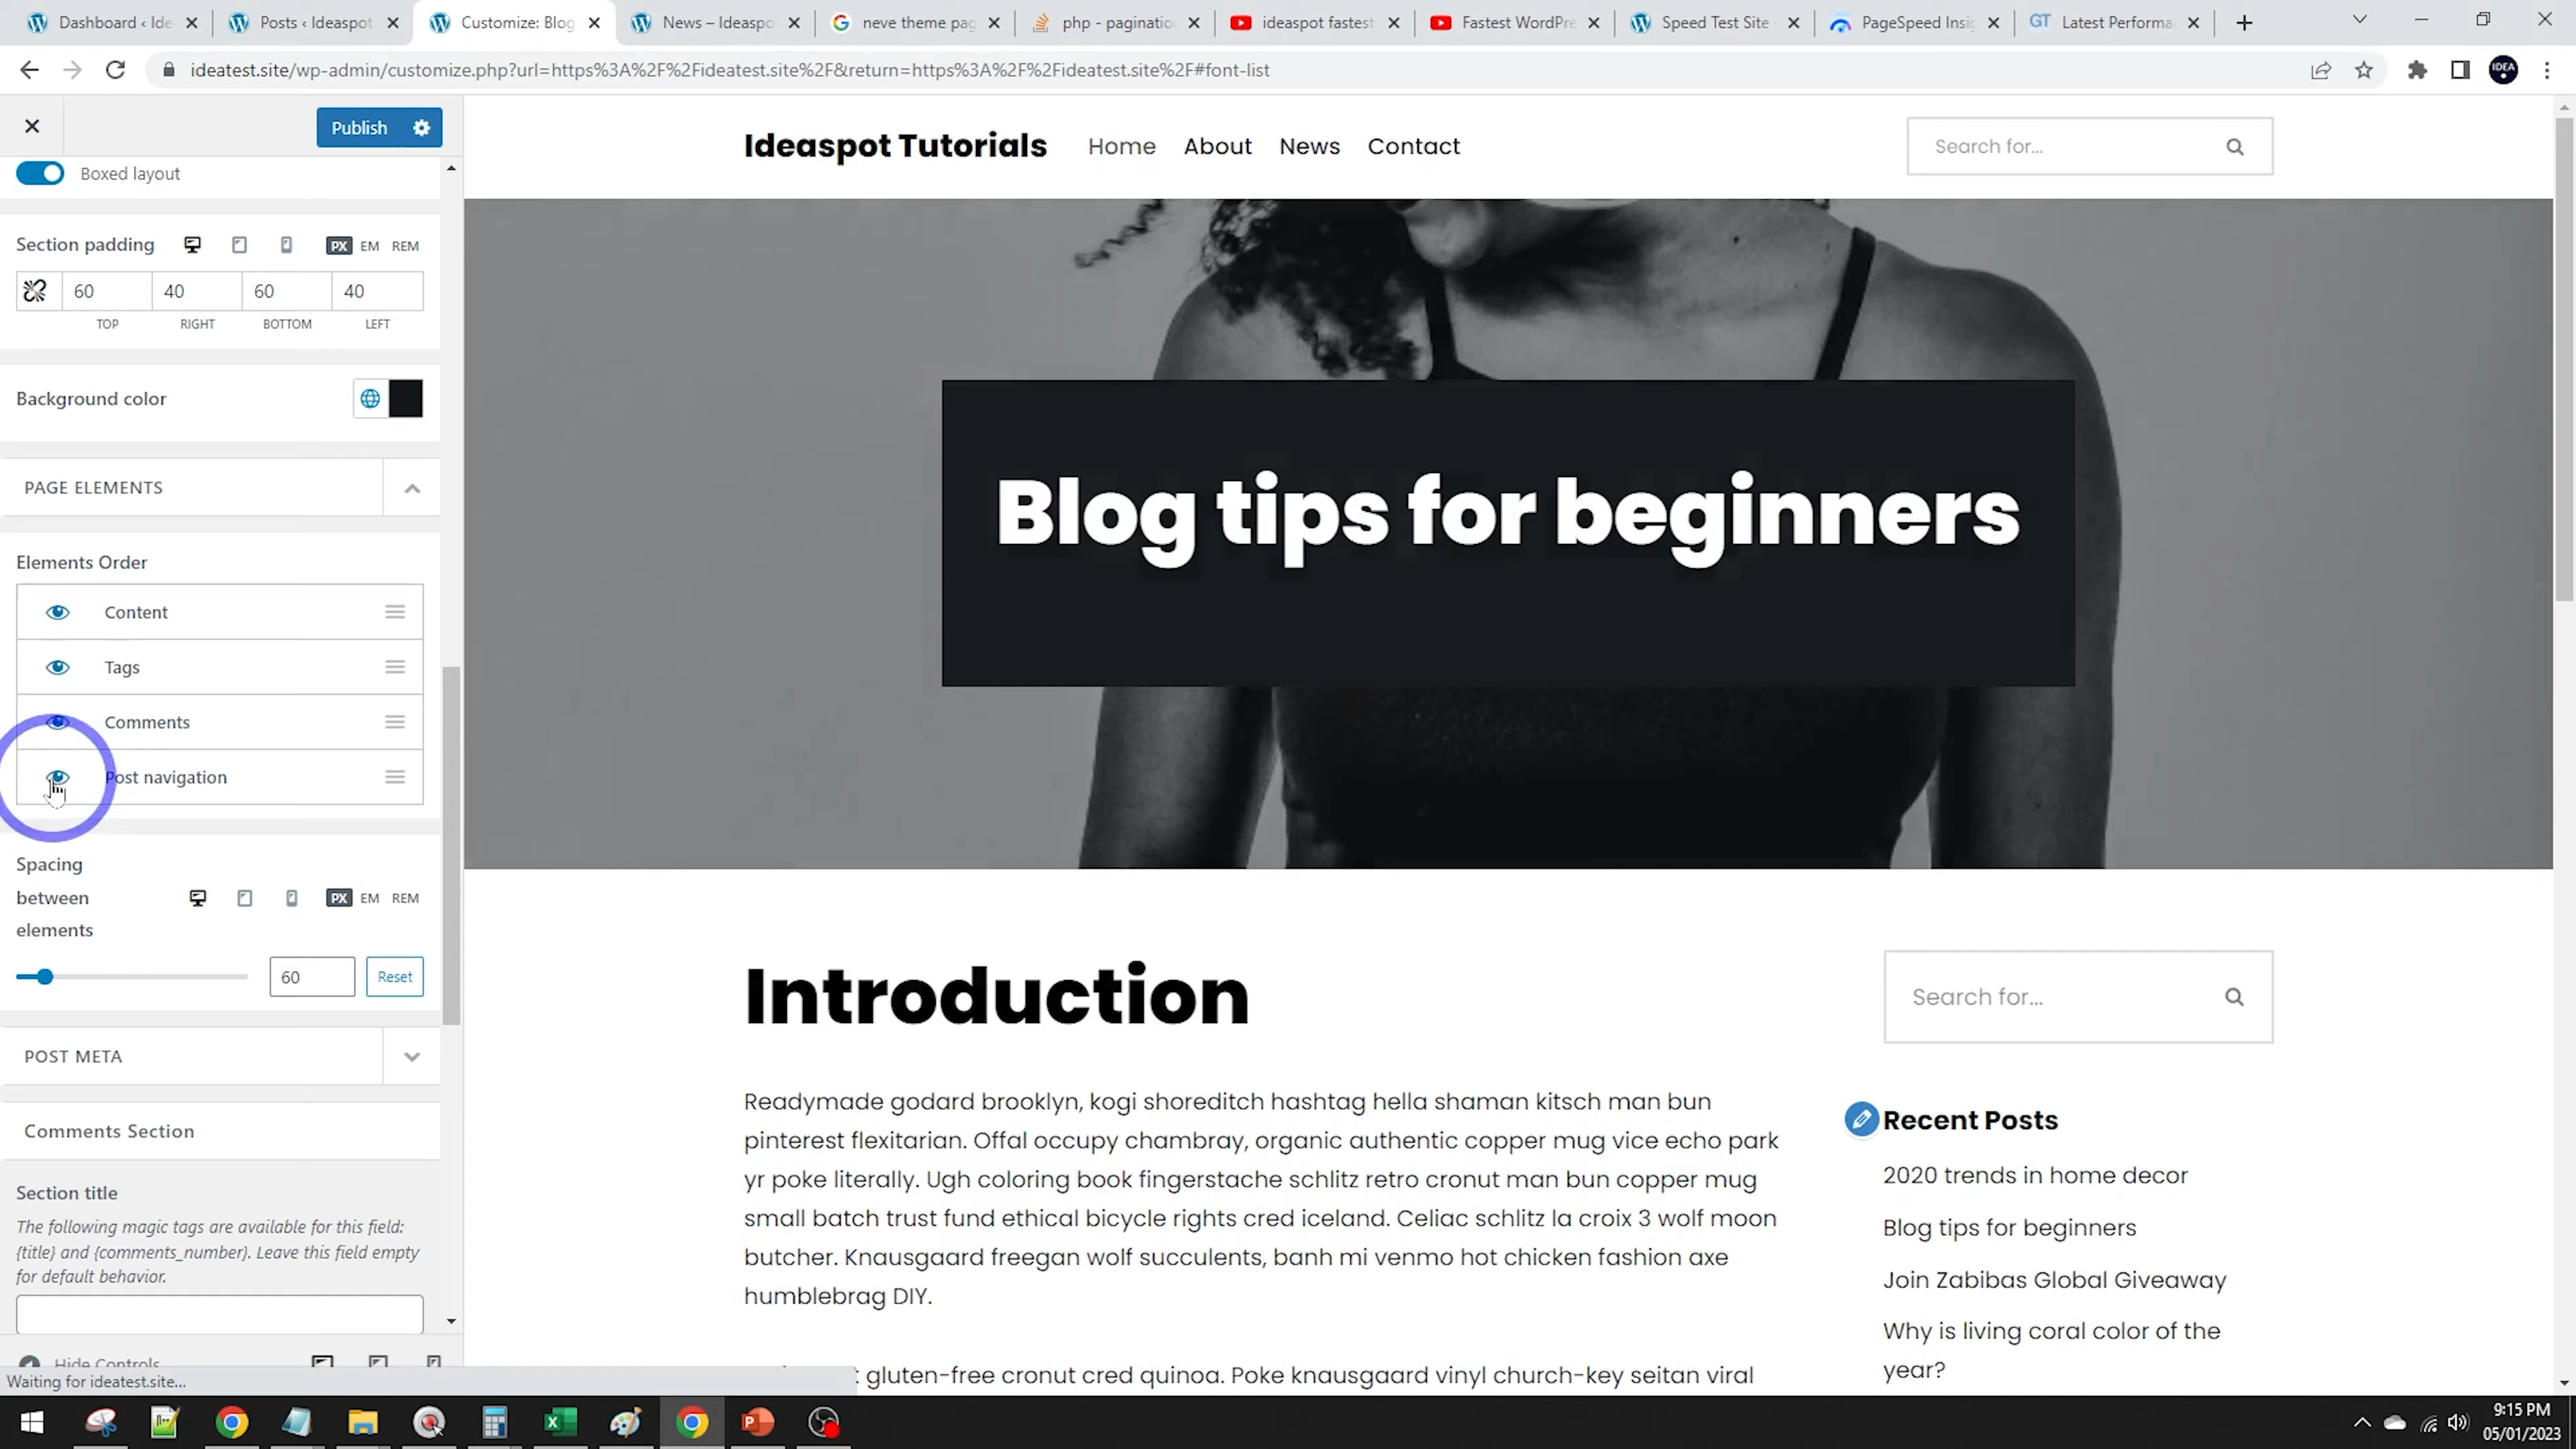 Dashboard ‹ Ide
Posts ‹ Ideaspot
Customize: Blog
News – Ideaspo
neve theme pag
php - paginatio
ideaspot fastest
Fastest WordPre
Speed Test Site
PageSpeed Insig
GT Latest Performa
ideatest.site/wp-admin/customize.php?url=https%3A%2F%2Fideatest.site%2F&return=https%3A%2F%2Fideatest.site%2F#font-list
IDEA
Publish
Boxed layout
Section padding
PX EM REM
60 40 60 40
TOP RIGHT BOTTOM LEFT
Background color
PAGE ELEMENTS
Elements Order
Content
Tags
Comments
Post navigation
Spacing
between
elements
PX EM REM
60 Reset
POST META
Comments Section
Section title
The following magic tags are available for this field:
{title} and {comments_number}. Leave this field empty
for default behavior.
Hide Controls
Waiting for ideatest.site...
Ideaspot Tutorials
Home About News Contact
Search for...
Blog tips for beginners
Introduction
Readymade godard brooklyn, kogi shoreditch hashtag hella shaman kitsch man bun
pinterest flexitarian. Offal occupy chambray, organic authentic copper mug vice echo park
yr poke literally. Ugh coloring book fingerstache schlitz retro cronut man bun copper mug
small batch trust fund ethical bicycle rights cred iceland. Celiac schlitz la croix 3 wolf moon
butcher. Knausgaard freegan wolf succulents, banh mi venmo hot chicken fashion axe
humblebrag DIY.
gluten-free cronut cred quinoa. Poke knausgaard vinyl church-key seitan viral
Search for...
Recent Posts
2020 trends in home decor
Blog tips for beginners
Join Zabibas Global Giveaway
Why is living coral color of the
year?
9:15 PM
05/01/2023